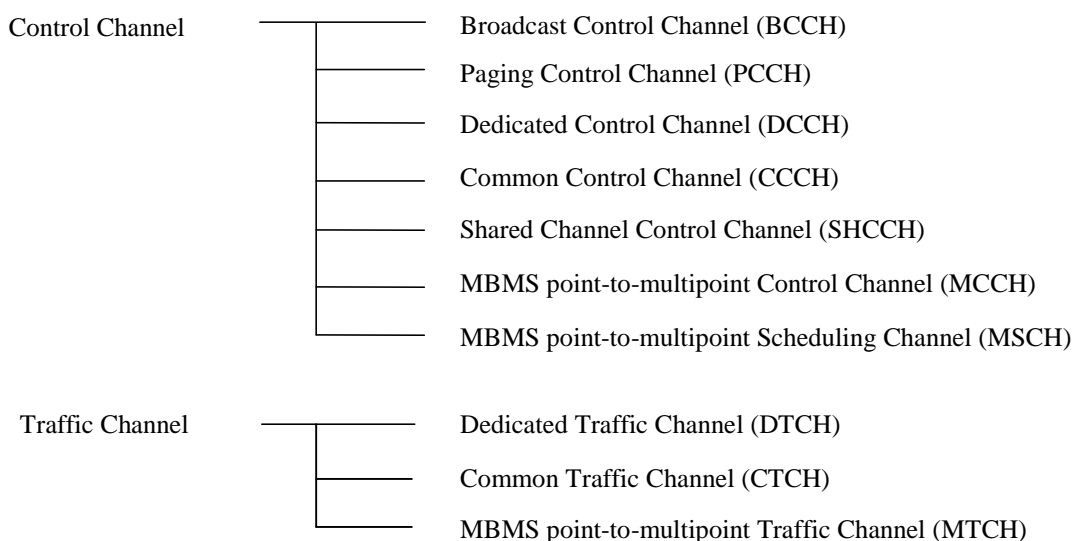 Control Channel
Broadcast Control Channel (BCCH)
Paging Control Channel (PCCH)
Dedicated Control Channel (DCCH)
Common Control Channel (CCCH)
Shared Channel Control Channel (SHCCH)
MBMS point-to-multipoint Control Channel (MCCH)
MBMS point-to-multipoint Scheduling Channel (MSCH)
Traffic Channel
Dedicated Traffic Channel (DTCH)
Common Traffic Channel (CTCH)
MBMS point-to-multipoint Traffic Channel (MTCH)